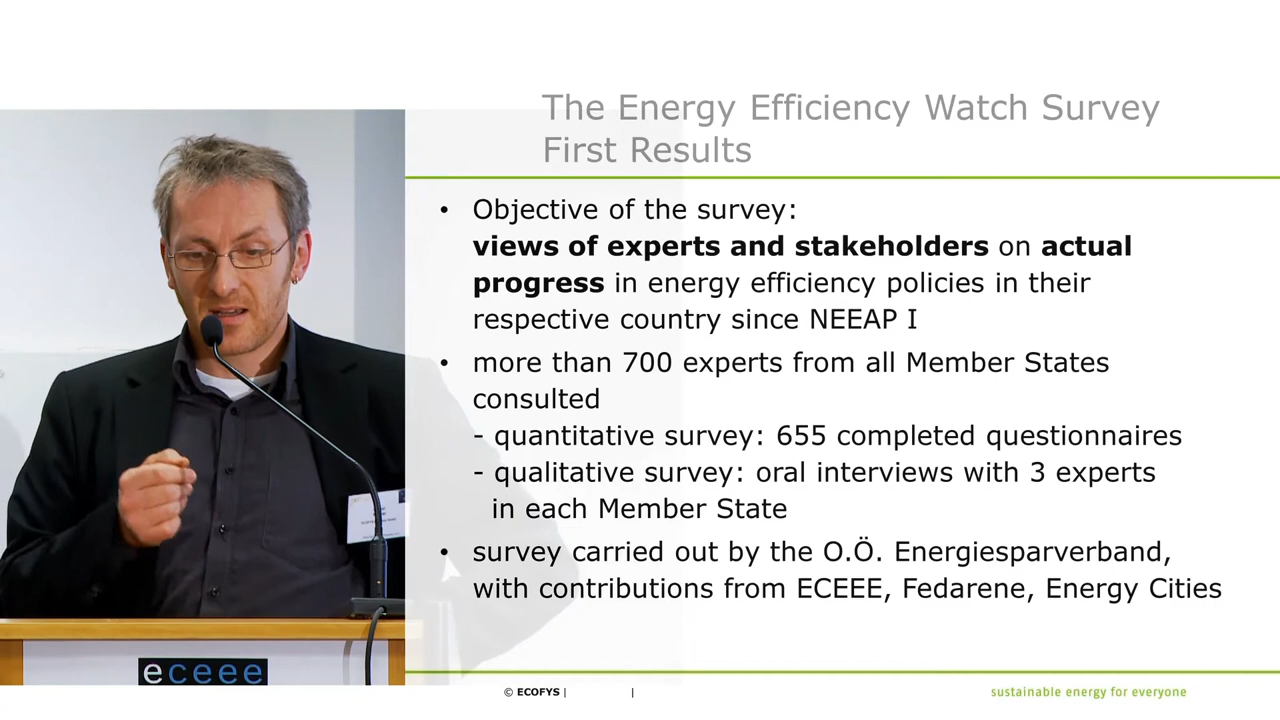 The Energy Efficiency Watch Survey
First Results
• Objective of the survey:
views of experts and stakeholders on actual
progress in energy efficiency policies in their
respective country since NEEAP I
• more than 700 experts from all Member States
consulted
- quantitative survey: 655 completed questionnaires
- qualitative survey: oral interviews with 3 experts
in each Member State
• survey carried out by the O.Ö. Energiesparverband,
with contributions from ECEEE, Fedarene, Energy Cities
eceee
© ECOFYS | |
sustainable energy for everyone